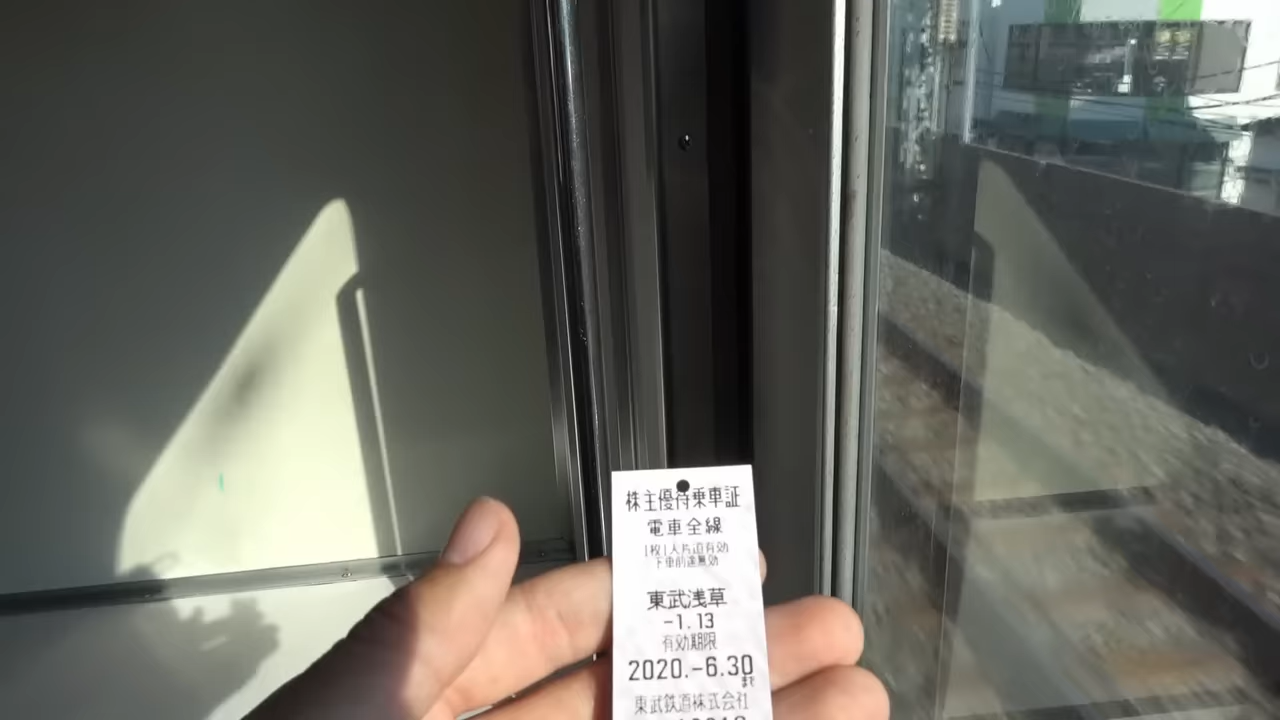 株主優待乗車証
電車全線
1枚1人片道有効
下車前途無効
東武浅草
-1.13
有効期限
2020.-6.30
まで
東武鉄道株式会社